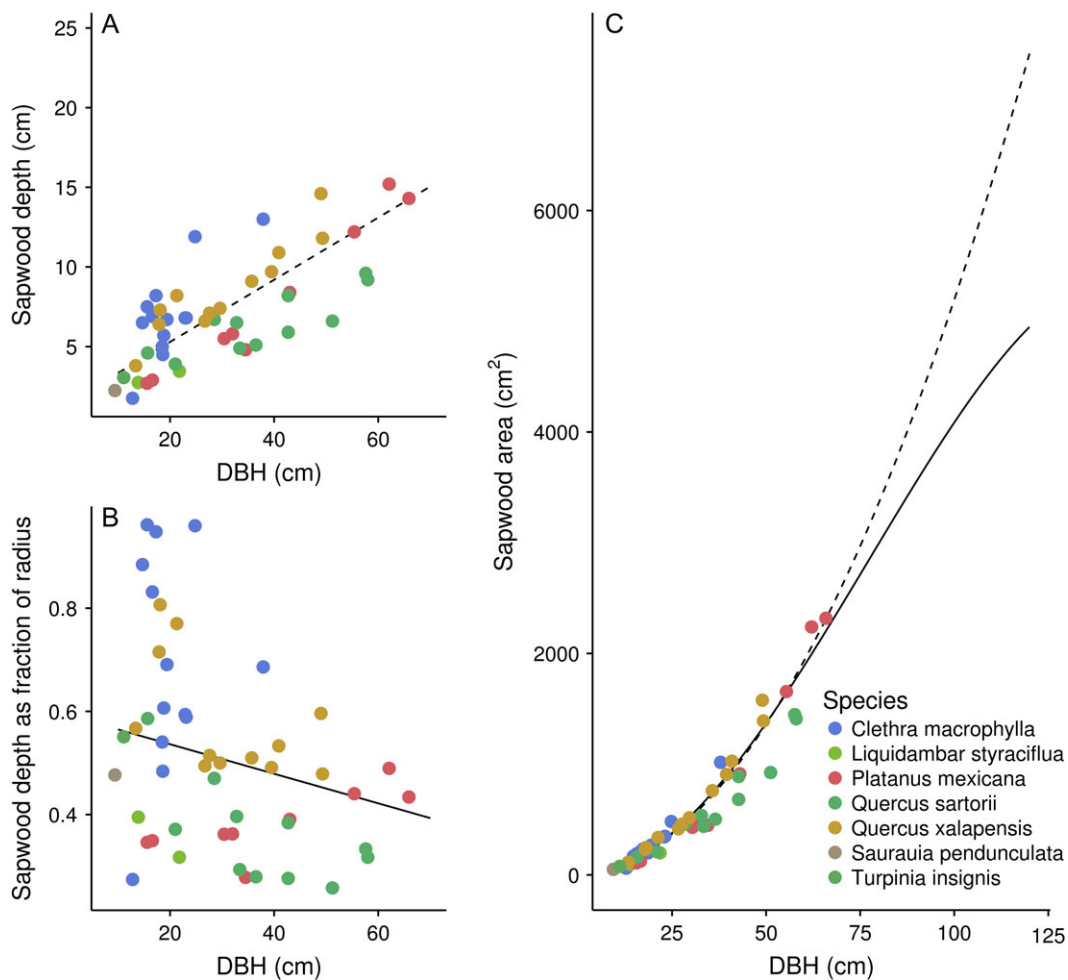 A
25
20
15
10
5
Sapwood depth (cm)
20
40
60
DBH (cm)
B
0.8
0.6
0.4
Sapwood depth as fraction of radius
20
40
60
DBH (cm)
C
6000
4000
2000
0
Sapwood area (cm²)
Species
Clethra macrophylla
Liquidambar styraciflua
Platanus mexicana
Quercus sartorii
Quercus xalapensis
Saurauia pendunculata
Turpinia insignis
25
50
75
100
125
DBH (cm)